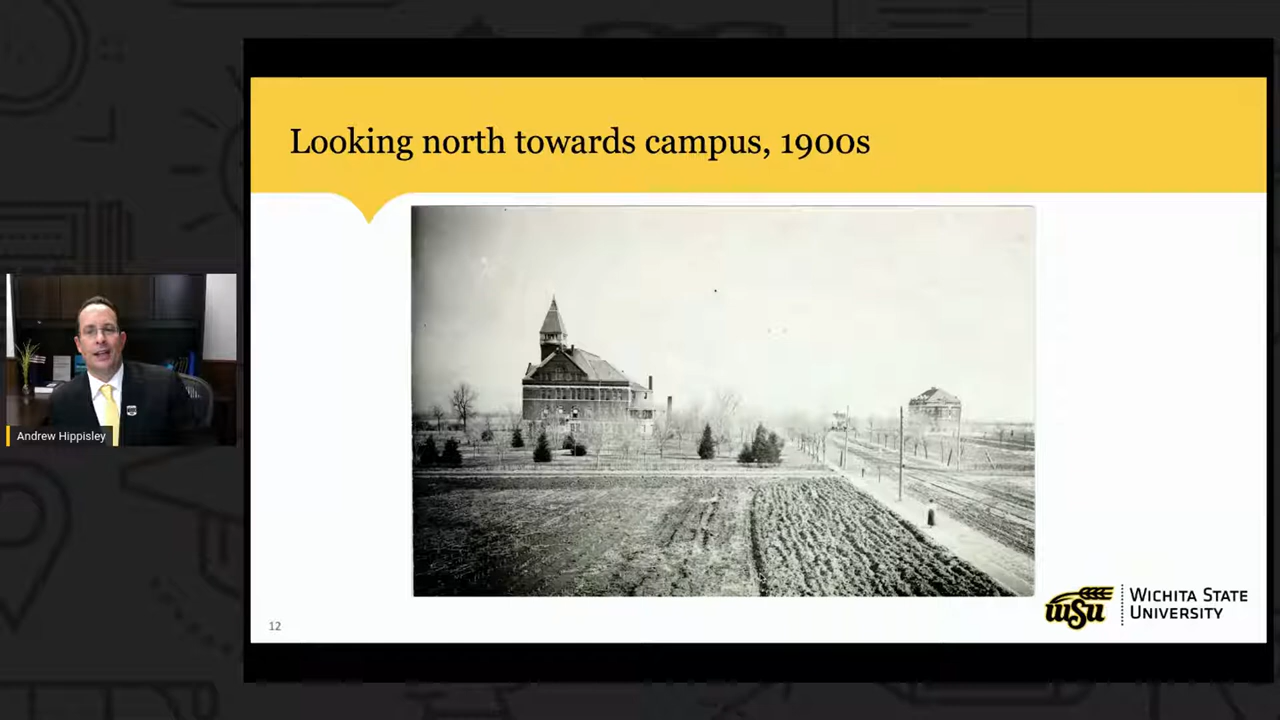 Looking north towards campus, 1900s
Andrew Hippisley
12
WSU
WICHITA STATE
UNIVERSITY